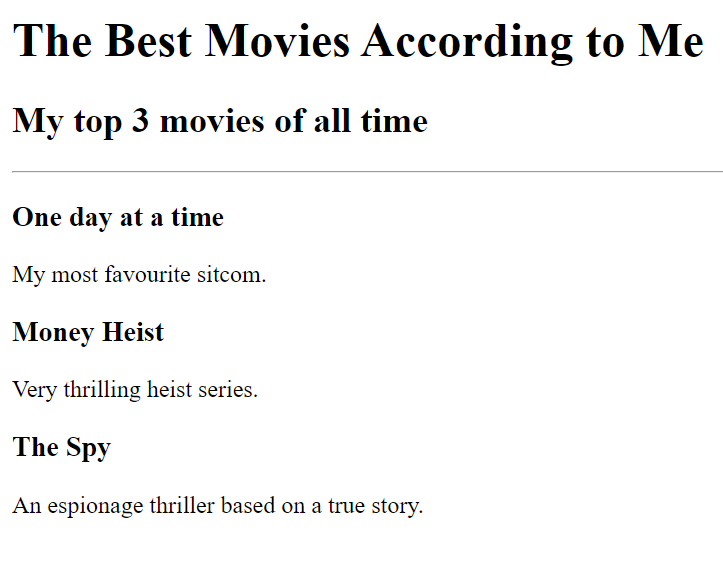 The Best Movies According to Me
My top 3 movies of all time
One day at a time
My most favourite sitcom.
Money Heist
Very thrilling heist series.
The Spy
An espionage thriller based on a true story.